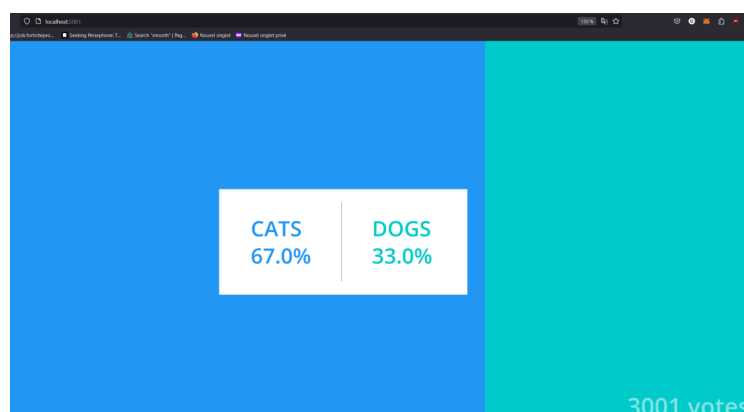 localhost:5001
130 %
Seeking Persephone: T...
Search "smooth" | Pag...
Nouvel onglet
Nouvel onglet privé
CATS
DOGS
67.0%
33.0%
3001 votes